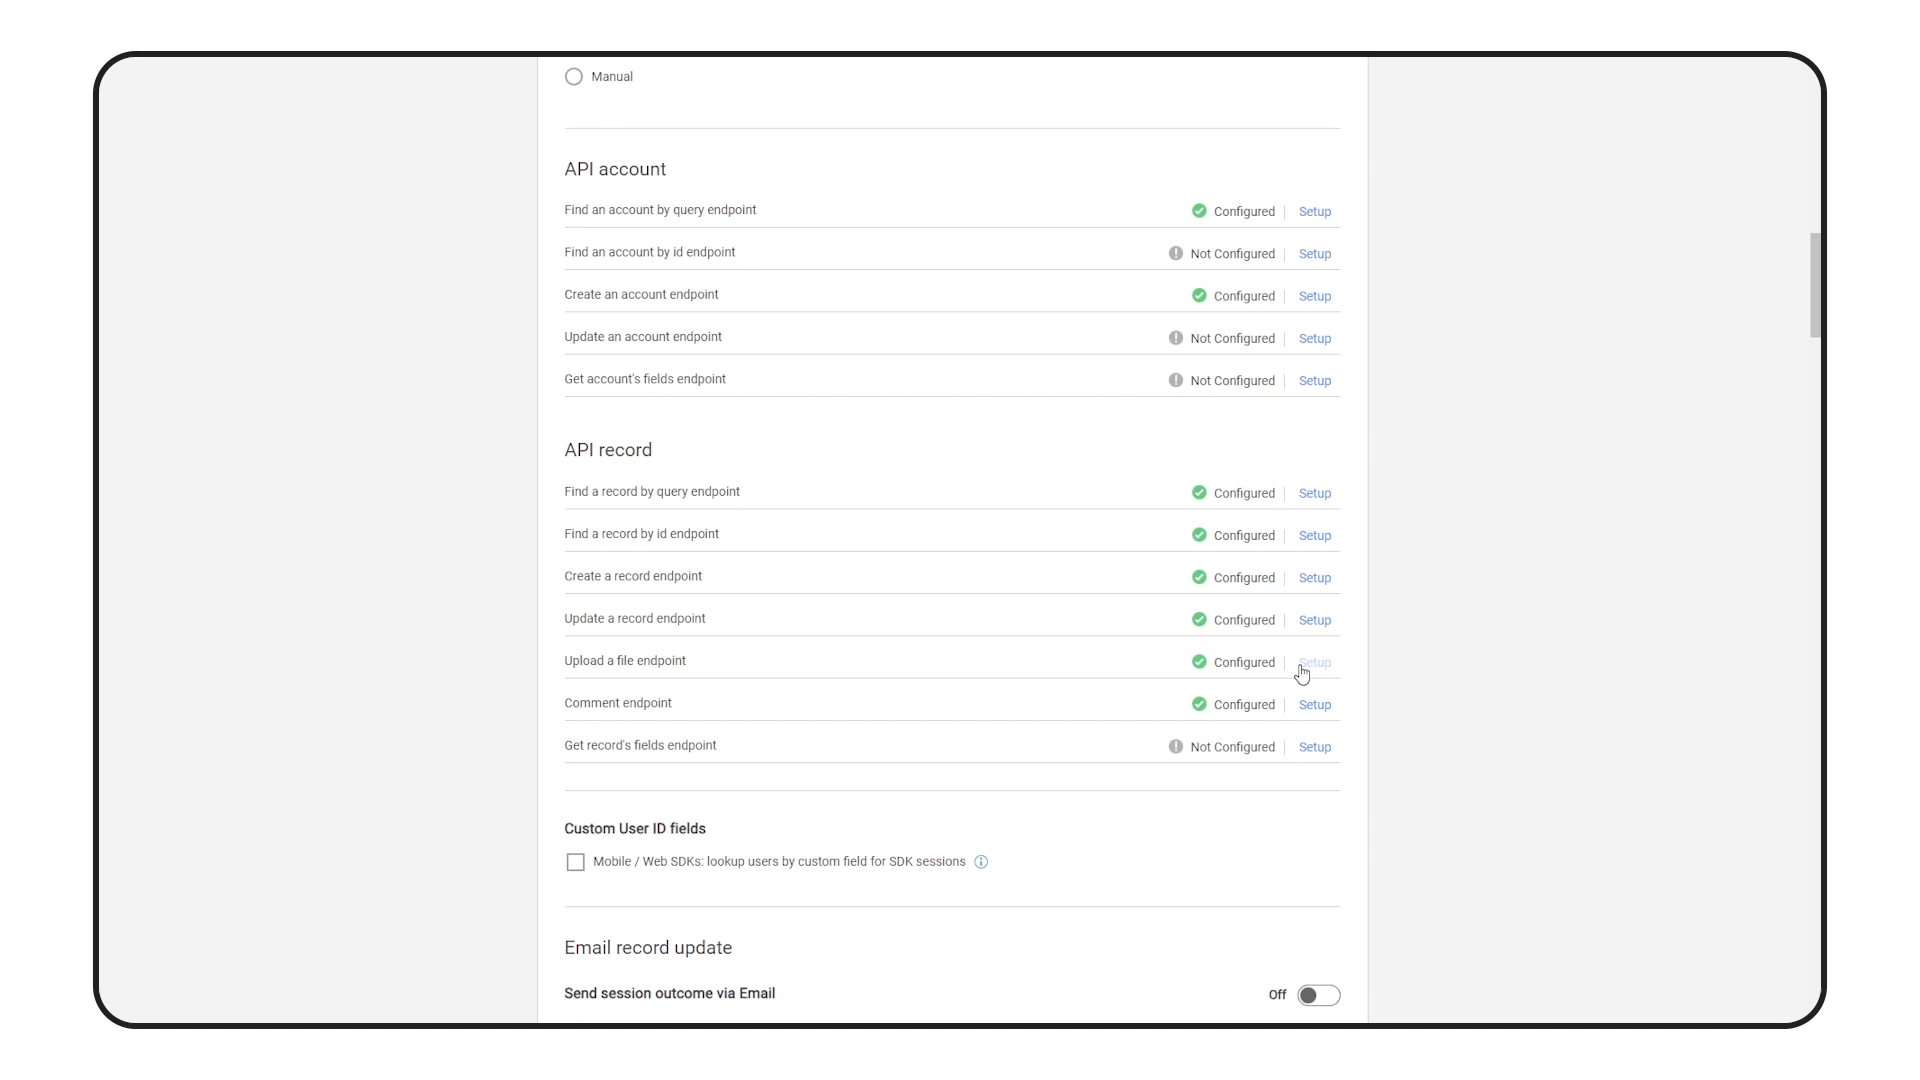 Manual
API account
Find an account by query endpoint Configured Setup
Find an account by id endpoint Not Configured Setup
Create an account endpoint Configured Setup
Update an account endpoint Not Configured Setup
Get account's fields endpoint Not Configured Setup
API record
Find a record by query endpoint Configured Setup
Find a record by id endpoint Configured Setup
Create a record endpoint Configured Setup
Update a record endpoint Configured Setup
Upload a file endpoint Configured Setup
Comment endpoint Configured Setup
Get record's fields endpoint Not Configured Setup
Custom User ID fields
Mobile / Web SDKs: lookup users by custom field for SDK sessions
Email record update
Send session outcome via Email Off